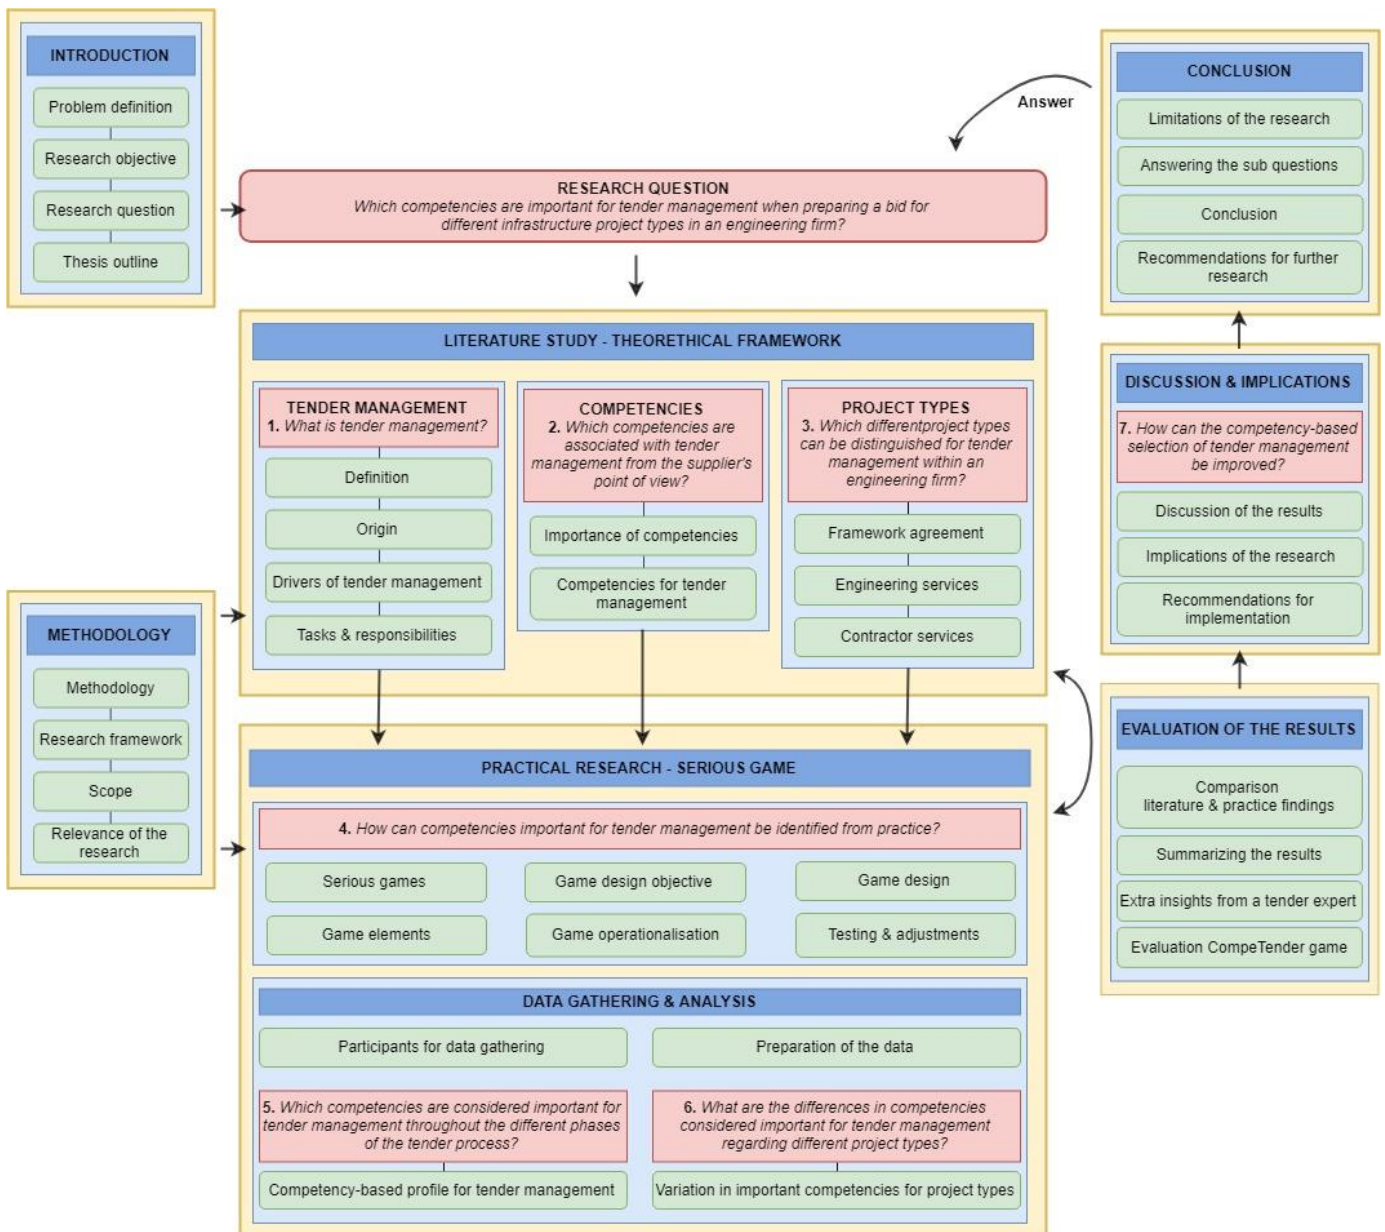 INTRODUCTION
Problem definition
Research objective
Research question
Thesis outline
Answer
RESEARCH QUESTION
Which competencies are important for tender management when preparing a bid for
different infrastructure project types in an engineering firm?
LITERATURE STUDY - THEORETHICAL FRAMEWORK
TENDER MANAGEMENT
1. What is tender management?
Definition
Origin
Drivers of tender management
Tasks & responsibilities
COMPETENCIES
2. Which competencies are
associated with tender
management from the supplier's
point of view?
Importance of competencies
Competencies for tender
management
PROJECT TYPES
3. Which differentproject types
can be distinguished for tender
management within an
engineering firm?
Framework agreement
Engineering services
Contractor services
METHODOLOGY
Methodology
Research framework
Scope
Relevance of the
research
PRACTICAL RESEARCH - SERIOUS GAME
4. How can competencies important for tender management be identified from practice?
Serious games
Game design objective
Game design
Game elements
Game operationalisation
Testing & adjustments
DATA GATHERING & ANALYSIS
Participants for data gathering
Preparation of the data
5. Which competencies are considered important for
tender management throughout the different phases
of the tender process?
Competency-based profile for tender management
6. What are the differences in competencies
considered important for tender management
regarding different project types?
Variation in important competencies for project types
EVALUATION OF THE RESULTS
Comparison
literature & practice findings
Summarizing the results
Extra insights from a tender expert
Evaluation CompeTender game
DISCUSSION & IMPLICATIONS
7. How can the competency-based
selection of tender management
be improved?
Discussion of the results
Implications of the research
Recommendations for
implementation
CONCLUSION
Limitations of the research
Answering the sub questions
Conclusion
Recommendations for further
research